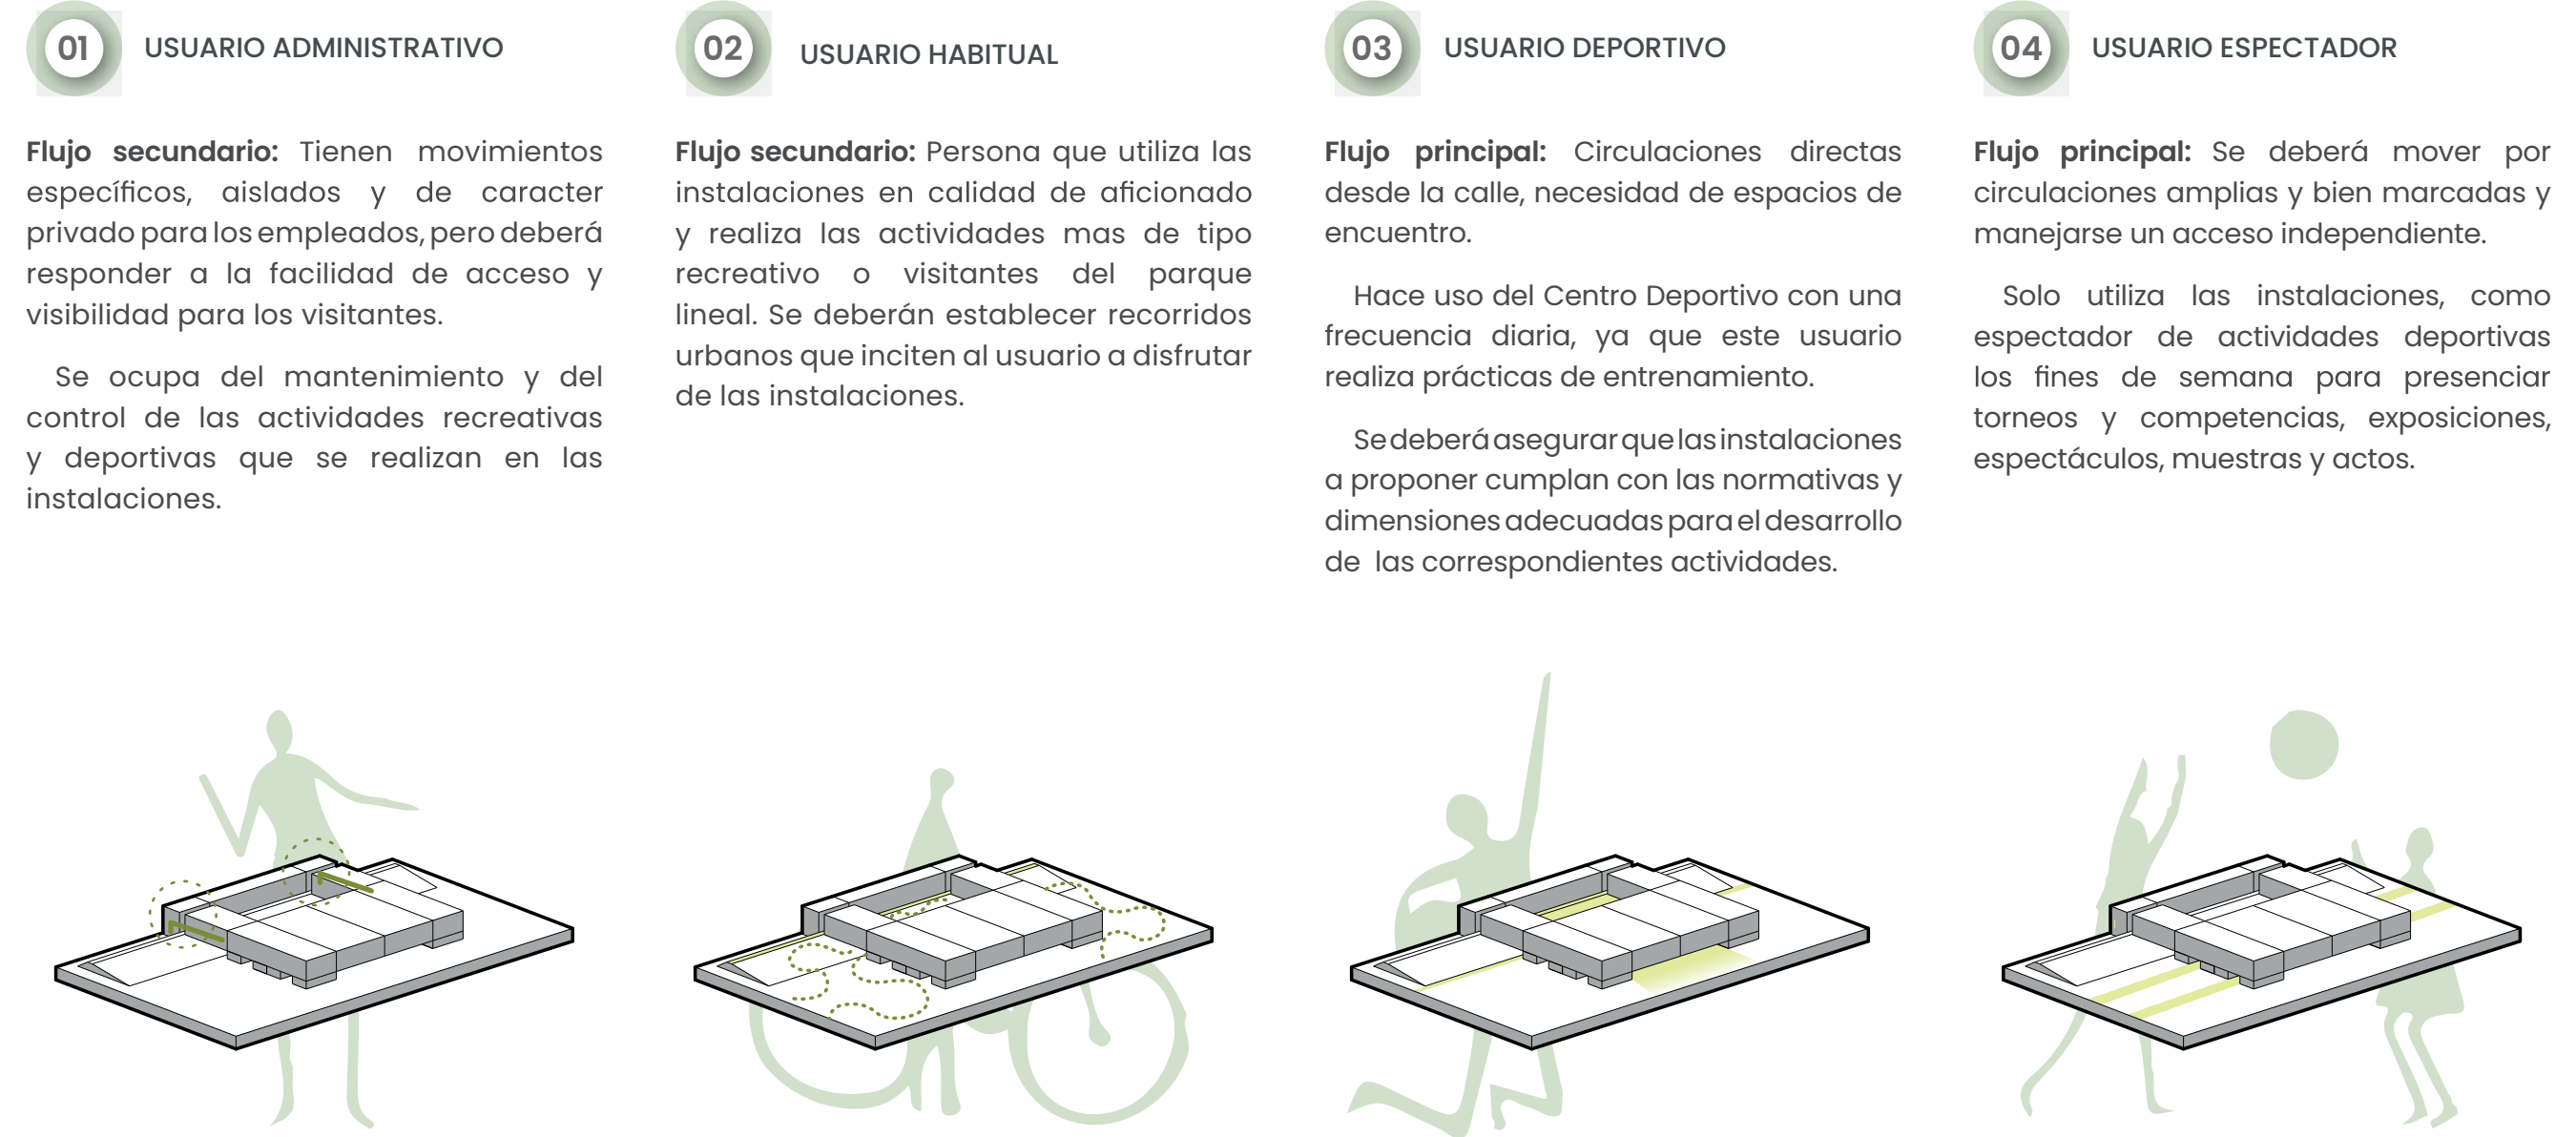 01
USUARIO ADMINISTRATIVO
Flujo secundario: Tienen movimientos
específicos, aislados y de caracter
privado para los empleados, pero deberá
responder a la facilidad de acceso y
visibilidad para los visitantes.
Se ocupa del mantenimiento y del
control de las actividades recreativas
y deportivas que se realizan en las
instalaciones.
02
USUARIO HABITUAL
Flujo secundario: Persona que utiliza las
instalaciones en calidad de aficionado
y realiza las actividades mas de tipo
recreativo o visitantes del parque
lineal. Se deberán establecer recorridos
urbanos que inciten al usuario a disfrutar
de las instalaciones.
03
USUARIO DEPORTIVO
Flujo principal: Circulaciones directas
desde la calle, necesidad de espacios de
encuentro.
Hace uso del Centro Deportivo con una
frecuencia diaria, ya que este usuario
realiza prácticas de entrenamiento.
Se deberá asegurar que las instalaciones
a proponer cumplan con las normativas y
dimensiones adecuadas para el desarrollo
de las correspondientes actividades.
04
USUARIO ESPECTADOR
Flujo principal: Se deberá mover por
circulaciones amplias y bien marcadas y
manejarse un acceso independiente.
Solo utiliza las instalaciones, como
espectador de actividades deportivas
los fines de semana para presenciar
torneos y competencias, exposiciones,
espectáculos, muestras y actos.